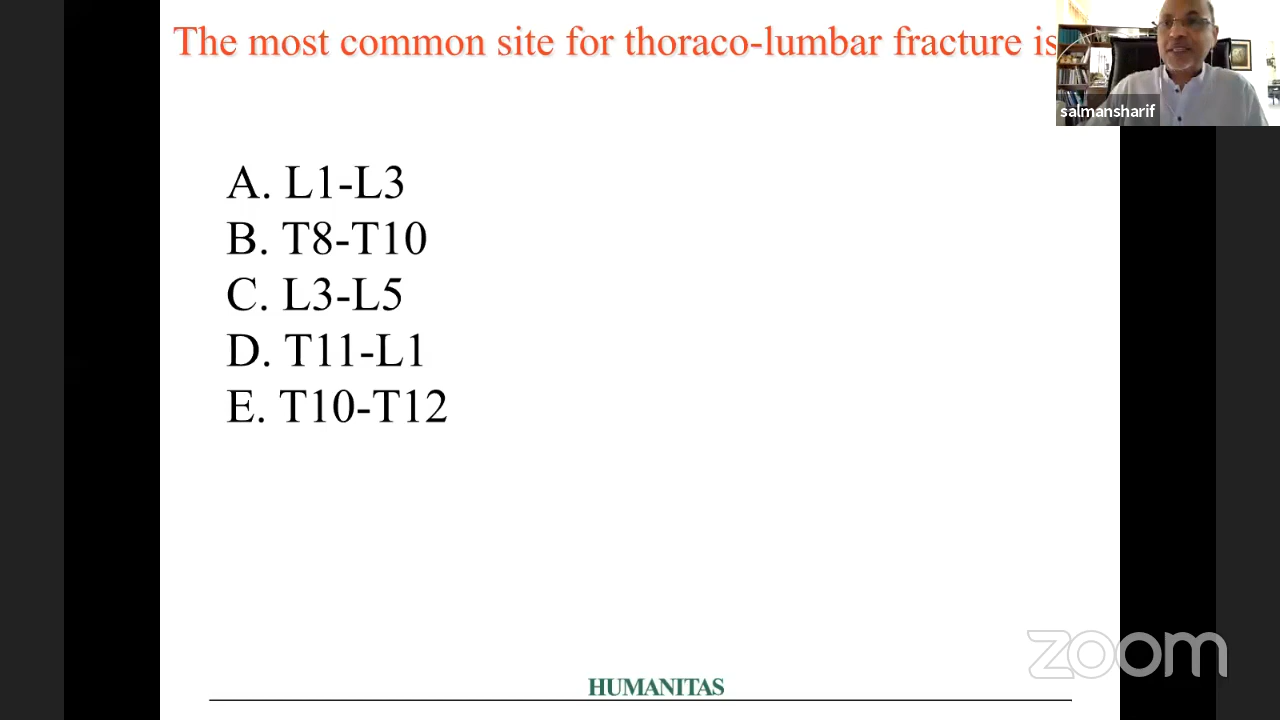 The most common site for thoraco-lumbar fracture is
salmansharif
A. L1-L3
B. T8-T10
C. L3-L5
D. T11-L1
E. T10-T12
zoom
HUMANITAS